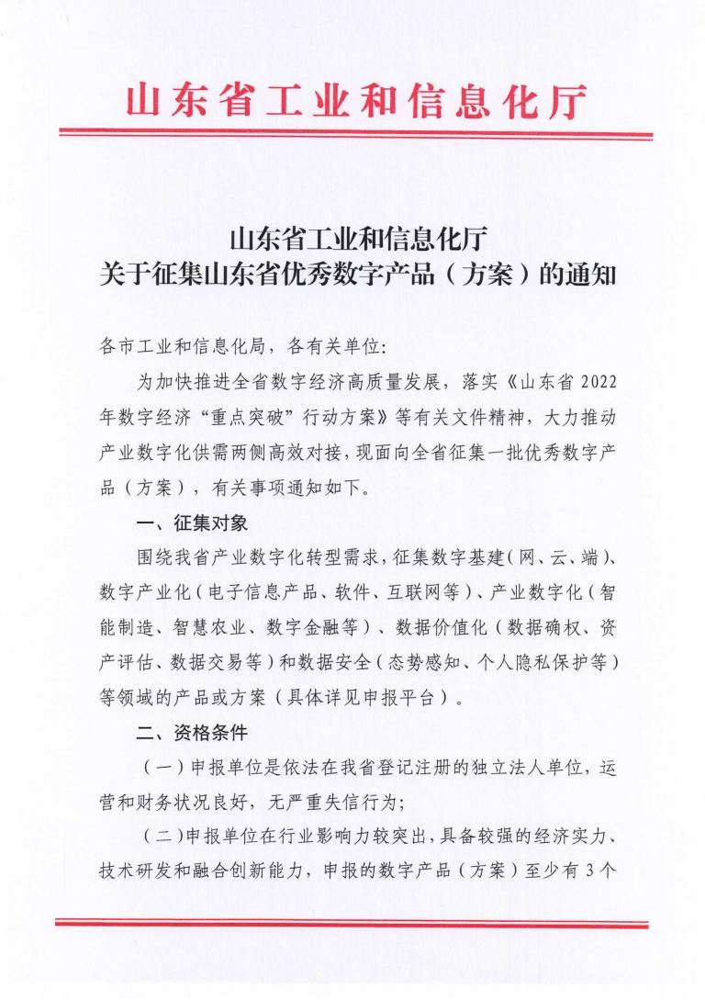 山东省工业和信息化厅
山东省工业和信息化厅
关于征集山东省优秀数字产品（方案）的通知
各市工业和信息化局，各有关单位：
为加快推进全省数字经济高质量发展，落实《山东省2022
年数字经济“重点突破”行动方案》等有关文件精神，大力推动
产业数字化供需两侧高效对接，现面向全省征集一批优秀数字产
品（方案），有关事项通知如下。
一、征集对象
围绕我省产业数字化转型需求，征集数字基建（网、云、端）、
数字产业化（电子信息产品、软件、互联网等）、产业数字化（智
能制造、智慧农业、数字金融等）、数据价值化（数据确权、资
产评估、数据交易等）和数据安全（态势感知、个人隐私保护等）
等领域的产品或方案（具体详见申报平台）。
二、资格条件
（一）申报单位是依法在我省登记注册的独立法人单位，运
营和财务状况良好，无严重失信行为；
（二）申报单位在行业影响力较突出，具备较强的经济实力、
技术研发和融合创新能力，申报的数字产品（方案）至少有3个